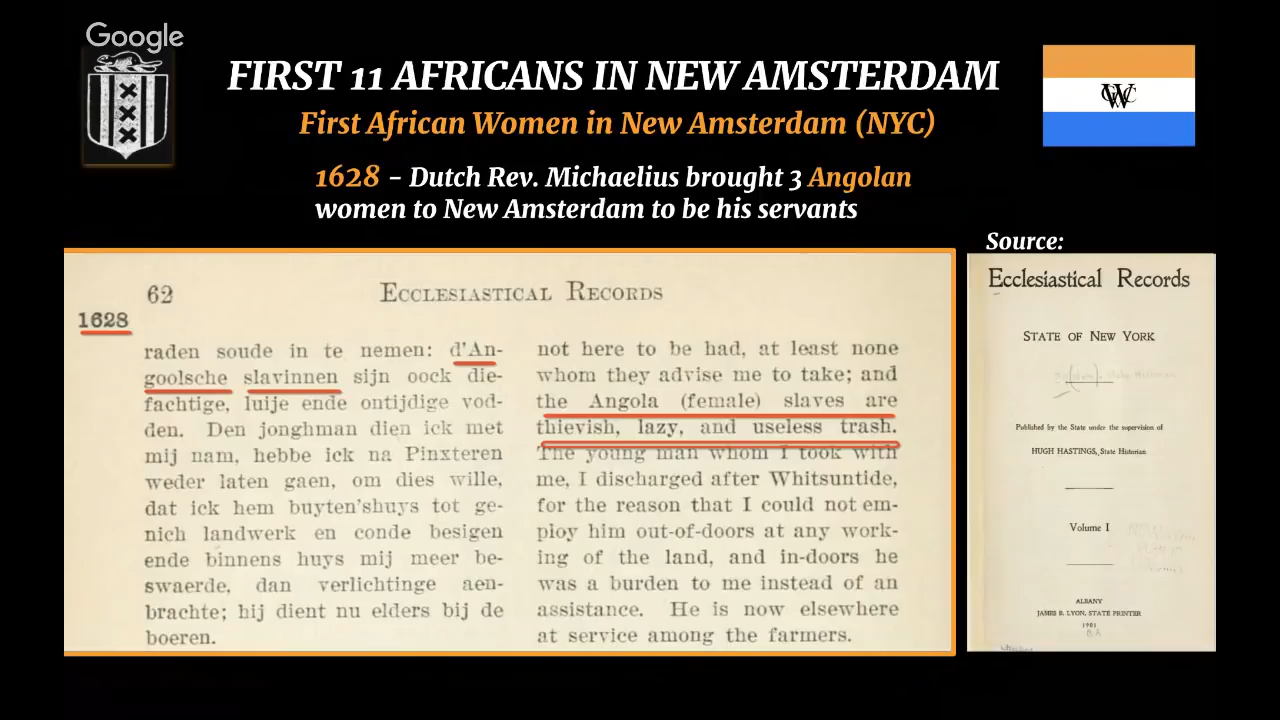 Google
FIRST 11 AFRICANS IN NEW AMSTERDAM
First African Women in New Amsterdam (NYC)
1628 – Dutch Rev. Michaelius brought 3 Angolan
women to New Amsterdam to be his servants
GWC
Source:
62
ECCLESIASTICAL RECORDS
1628
raden soude in te nemen: d'An-
goolsche slavinnen sijn oock die-
fachtige, luije ende ontijdige vod-
den. Den jonghman dien ick met
mij nam, hebbe ick na Pinxteren
weder laten gaen, om dies wille,
dat ick hem buyten'shuys tot ge-
nich landwerk en conde besigen
ende binnens huys mij meer be-
swaerde, dan verlichtinge aen-
brachte; hij dient nu elders bij de
boeren.
not here to be had, at least none
whom they advise me to take; and
the Angola (female) slaves are
thievish, lazy, and useless trash.
The young man whom I took with
me, I discharged after Whitsuntide,
for the reason that I could not em-
ploy him out-of-doors at any work-
ing of the land, and in-doors he
was a burden to me instead of an
assistance. He is now elsewhere
at service among the farmers.
Ecclesiastical Records
STATE OF NEW YORK
Published by the State under the supervision of
HUGH HASTINGS, State Historian
Volume I
ALBANY
JAMES B. LYON, STATE PRINTER
1901